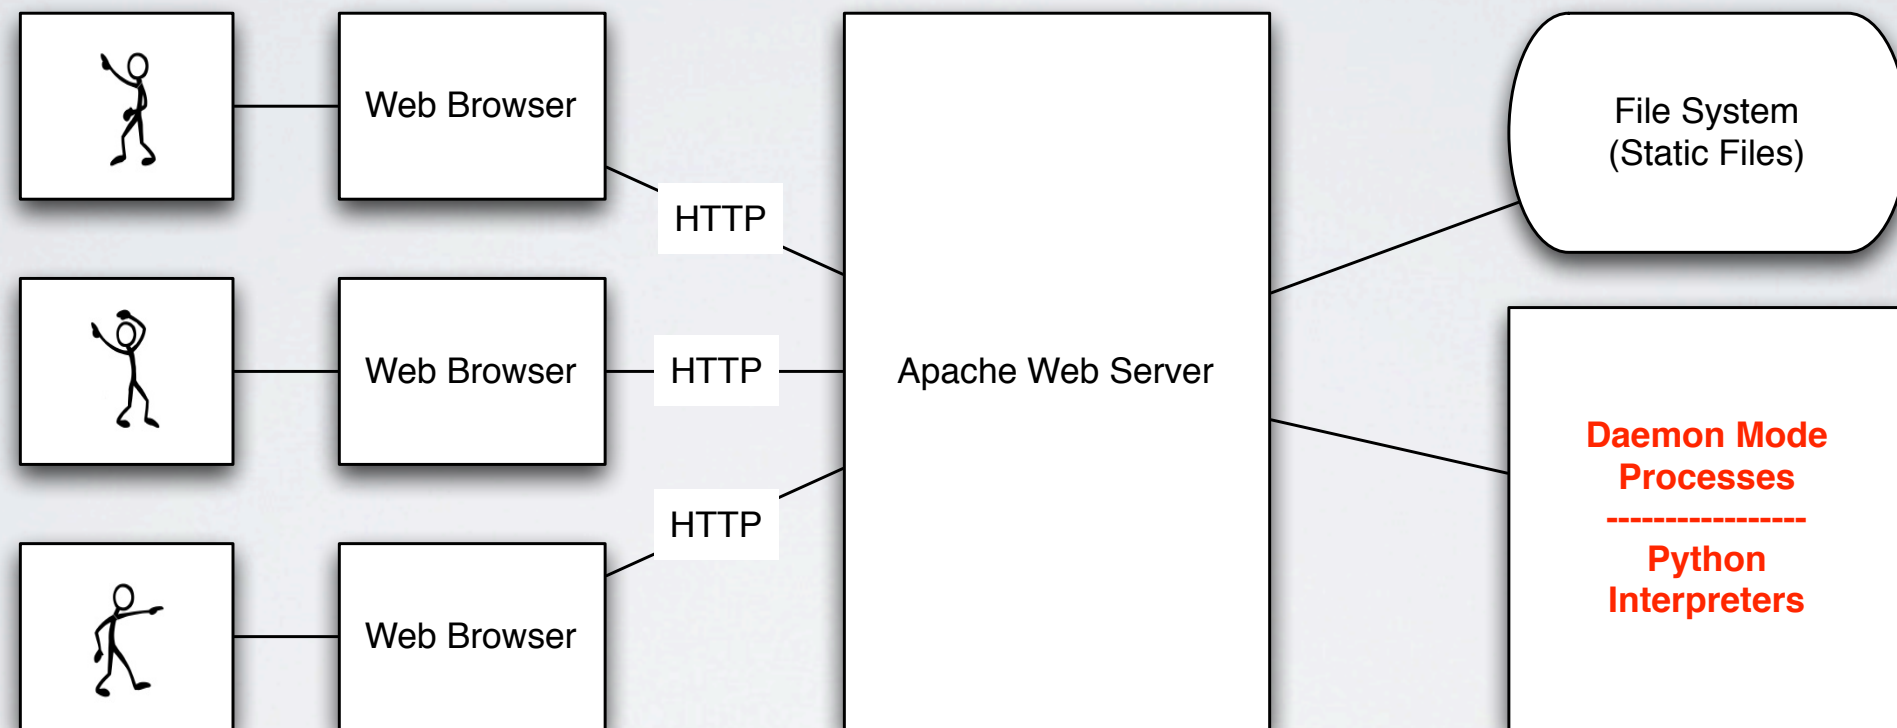 Web Browser
HTTP
Web Browser
HTTP
Web Browser
HTTP
Apache Web Server
File System
(Static Files)
Daemon Mode
Processes
-----------------
Python
Interpreters